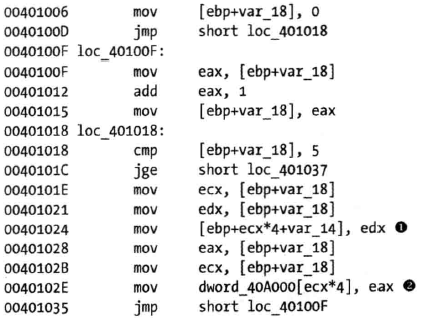 00401006 mov [ebp+var_18], 0
0040100D jmp short loc_401018
0040100F loc_40100F:
0040100F mov eax, [ebp+var_18]
00401012 add eax, 1
00401015 mov [ebp+var_18], eax
00401018 loc_401018:
00401018 cmp [ebp+var_18], 5
0040101C jge short loc_401037
0040101E mov ecx, [ebp+var_18]
00401021 mov edx, [ebp+var_18]
00401024 mov [ebp+ecx*4+var_14], edx ❶
00401028 mov eax, [ebp+var_18]
0040102B mov ecx, [ebp+var_18]
0040102E mov dword_40A000[ecx*4], eax ❷
00401035 jmp short loc_40100F